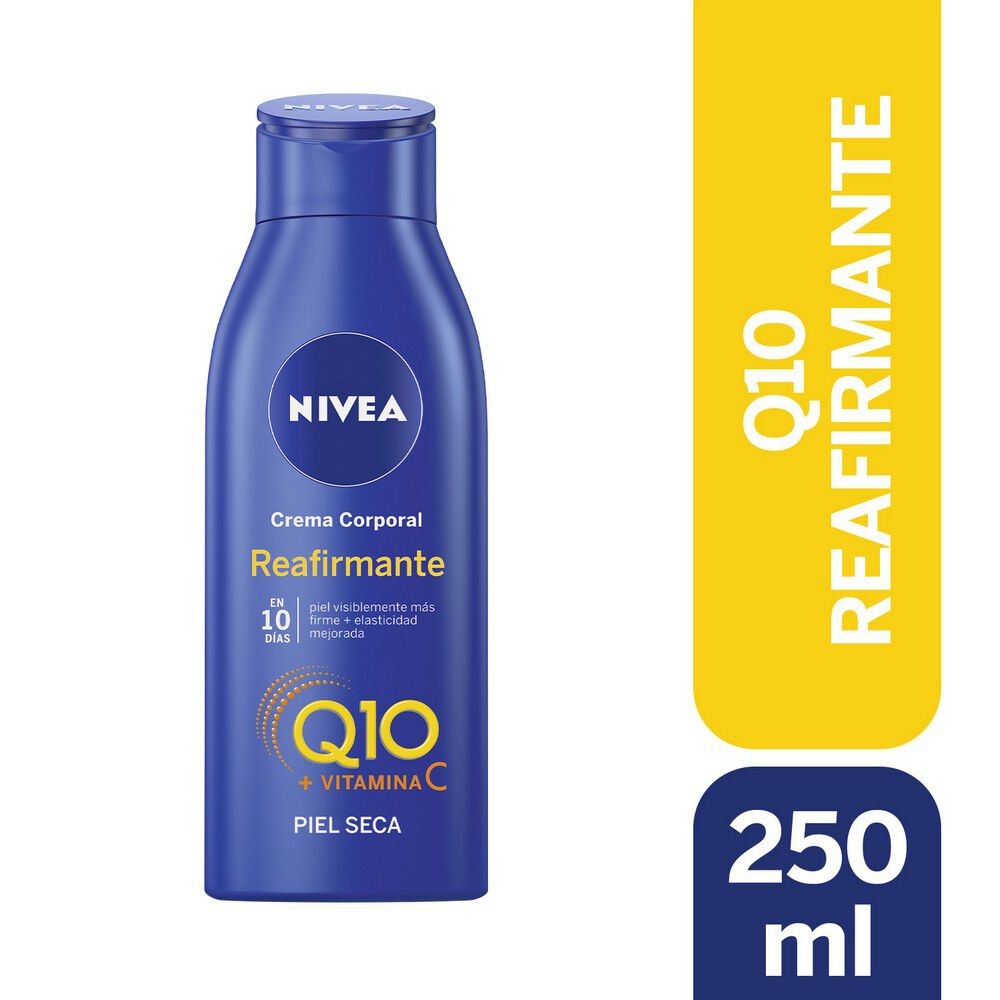 NIVEA
NIVEA
Crema Corporal
Reafirmante
EN
10
DÍAS
piel visiblemente más
firme + elasticidad
mejorada
Q10
+ VITAMINA C
PIEL SECA
Q10
REAFIRMANTE
250
ml